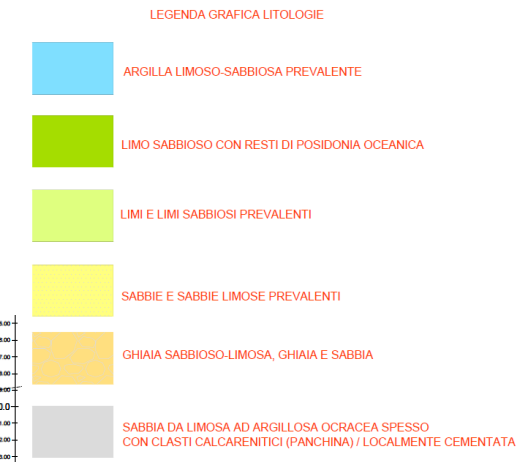 LEGENDA GRAFICA LITOLOGIE
ARGILLA LIMOSO-SABBIOSA PREVALENTE
LIMO SABBIOSO CON RESTI DI POSIDONIA OCEANICA
LIMI E LIMI SABBIOSI PREVALENTI
SABBIE E SABBIE LIMOSE PREVALENTI
GHIAIA SABBIOSO-LIMOSA, GHIAIA E SABBIA
SABBIA DA LIMOSA AD ARGILLOSA OCRACEA SPESSO
CON CLASTI CALCARENITICI (PANCHINA) / LOCALMENTE CEMENTATA